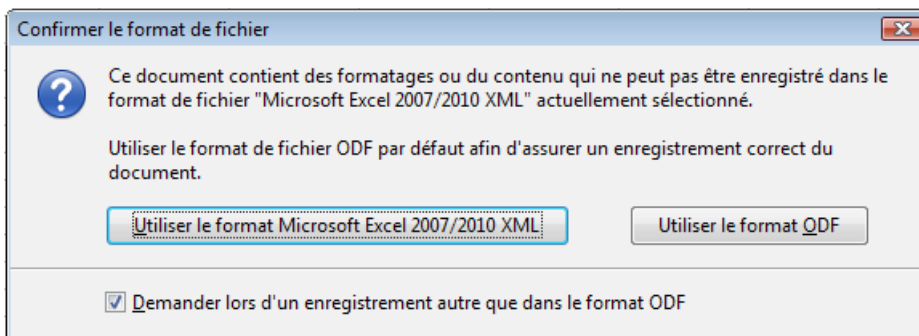 Confirmer le format de fichier
Ce document contient des formatages ou du contenu qui ne peut pas être enregistré dans le
format de fichier "Microsoft Excel 2007/2010 XML" actuellement sélectionné.
Utiliser le format de fichier ODF par défaut afin d'assurer un enregistrement correct du
document.
Utiliser le format Microsoft Excel 2007/2010 XML
Utiliser le format ODF
Demander lors d'un enregistrement autre que dans le format ODF